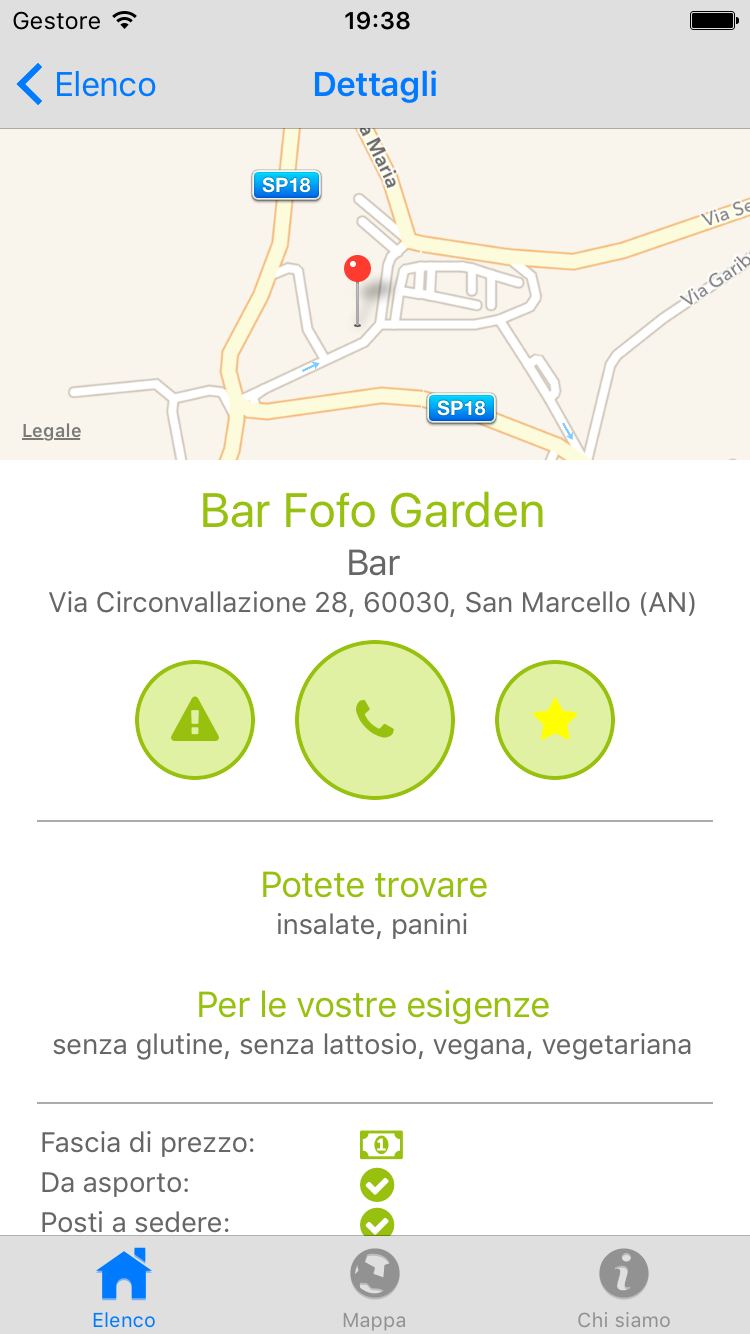 Gestore
19:38
Elenco
Dettagli
a Maria
SP18
Via Se
Via Garib
SP18
Legale
Bar Fofo Garden
Bar
Via Circonvallazione 28, 60030, San Marcello (AN)
Potete trovare
insalate, panini
Per le vostre esigenze
senza glutine, senza lattosio, vegana, vegetariana
Fascia di prezzo:
1
Da asporto:
Posti a sedere:
Elenco
Mappa
Chi siamo